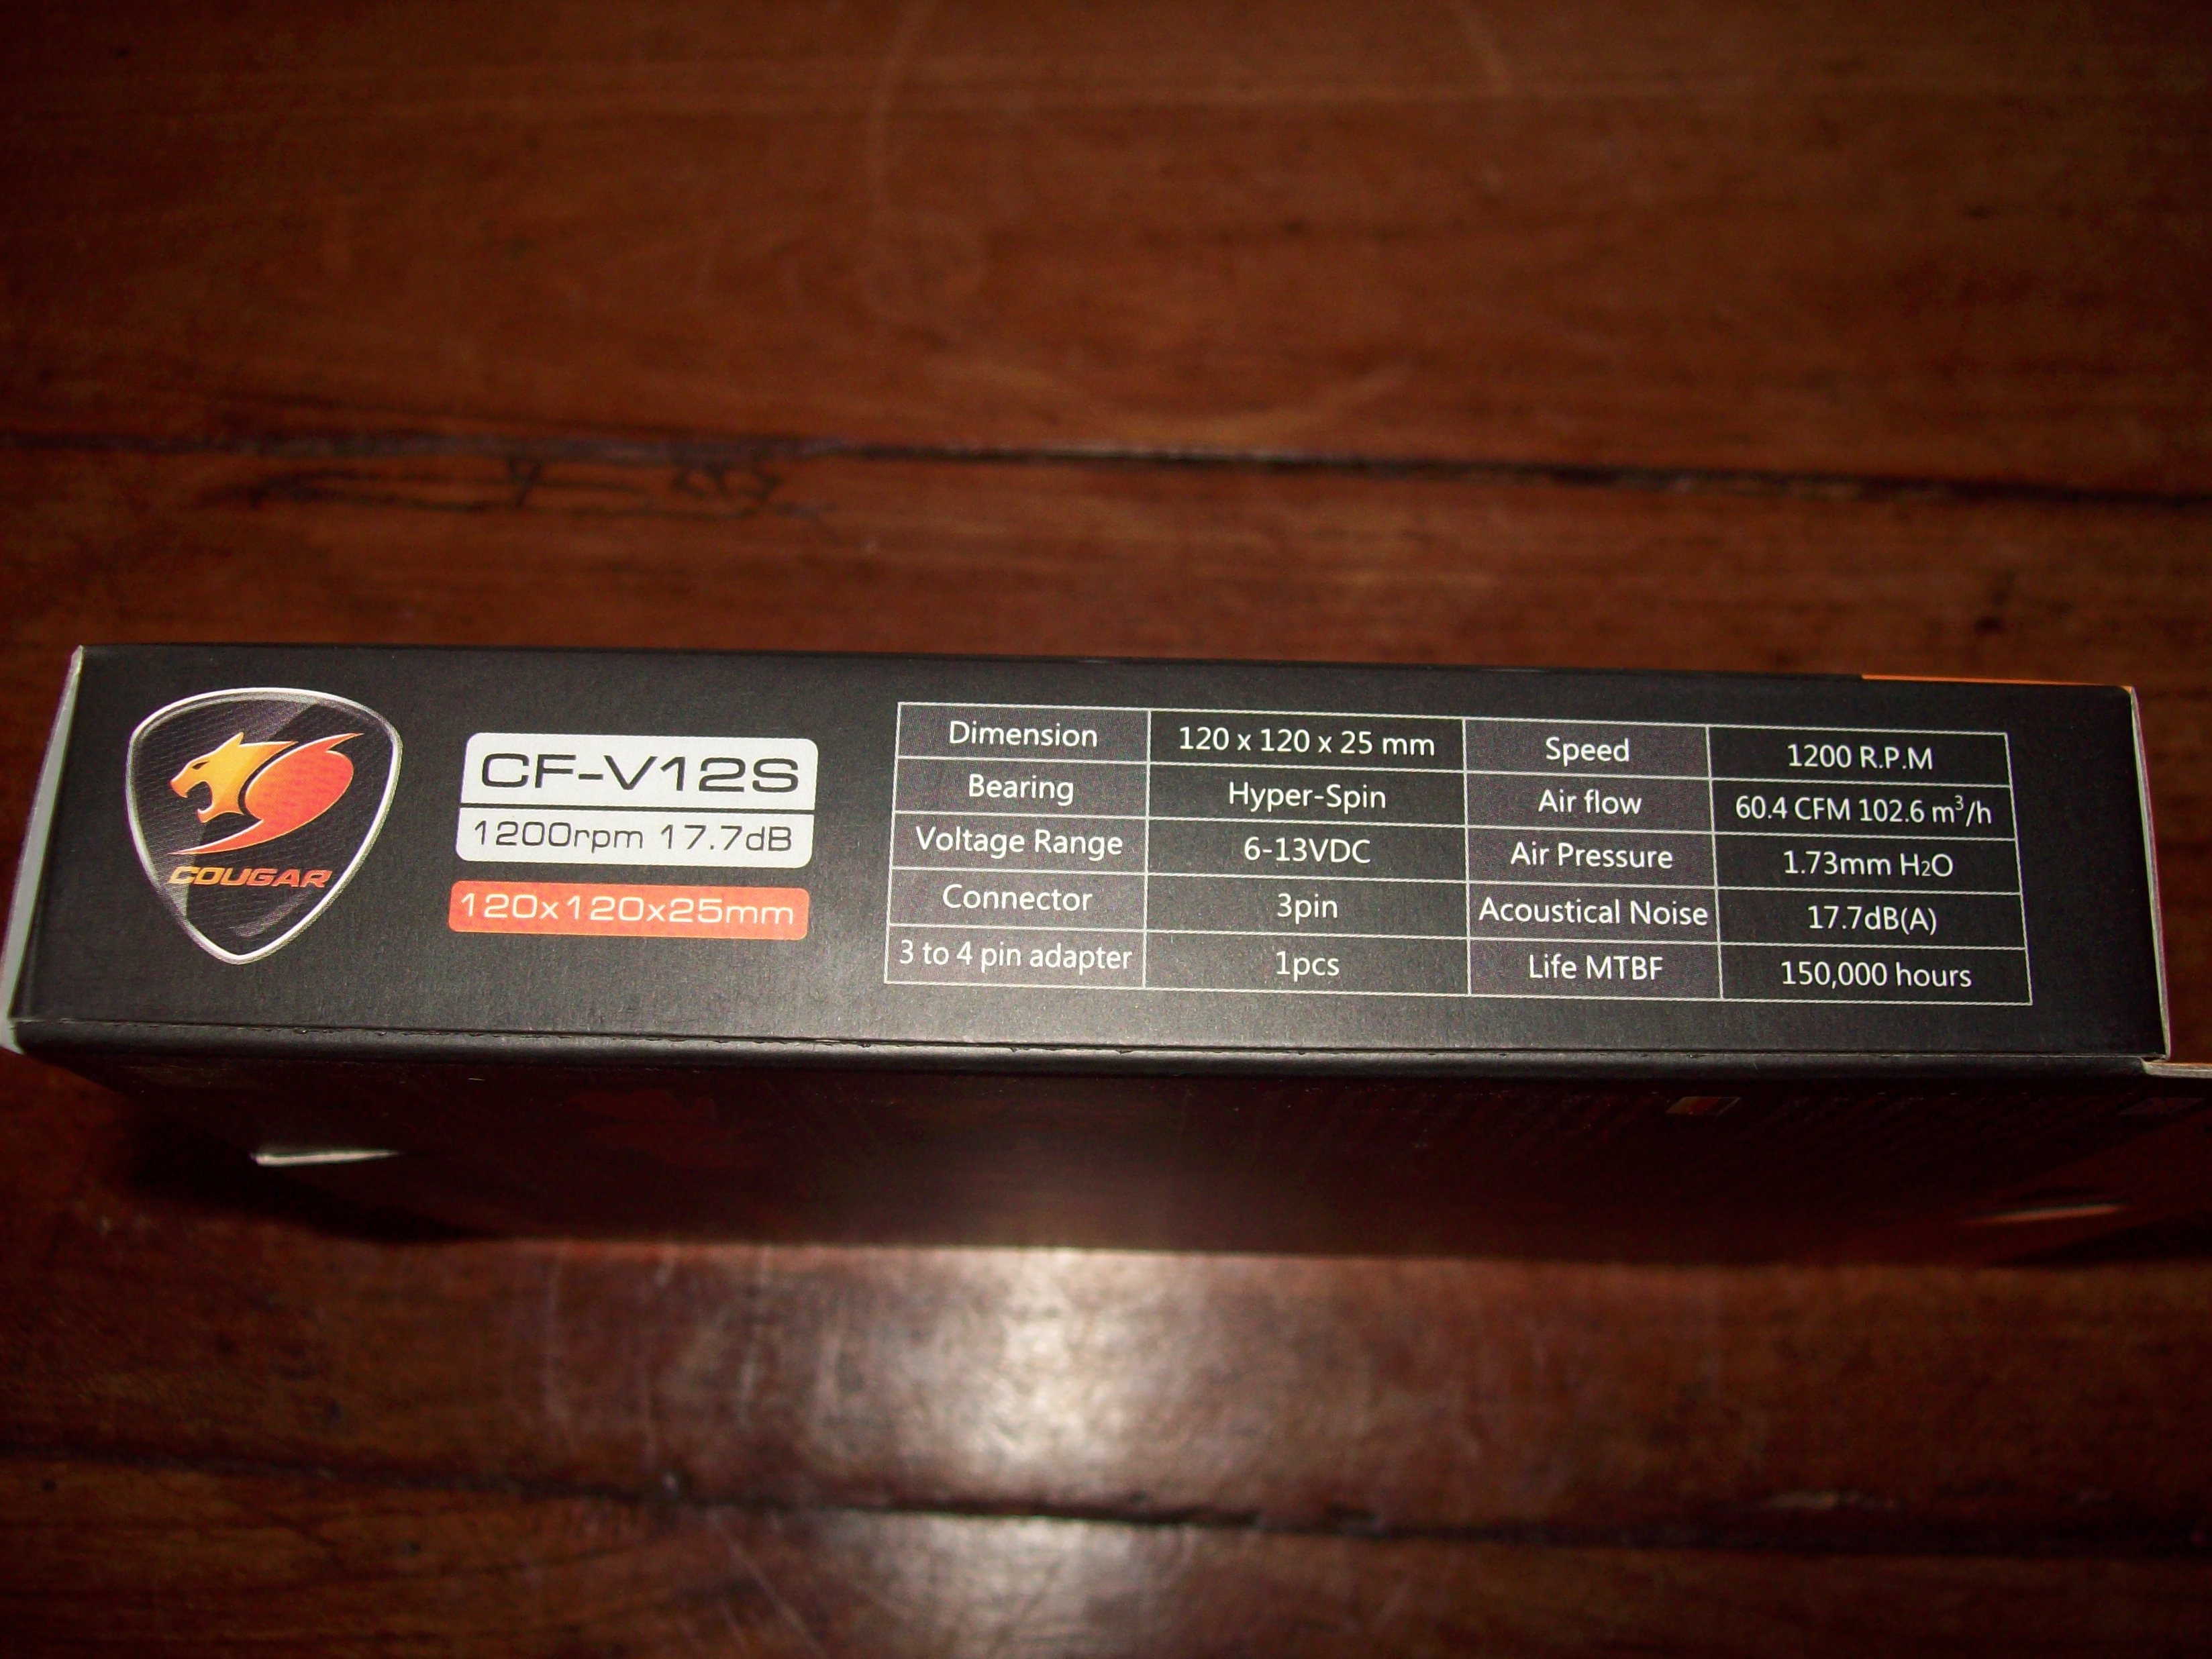 COUGAR
CF-V12S
1200rpm 17.7dB
120x120x25mm
Dimension 120 x 120 x 25 mm Speed 1200 R.P.M
Bearing Hyper-Spin Air flow 60.4 CFM 102.6 m³/h
Voltage Range 6-13VDC Air Pressure 1.73mm H₂O
Connector 3pin Acoustical Noise 17.7dB(A)
3 to 4 pin adapter 1pcs Life MTBF 150,000 hours